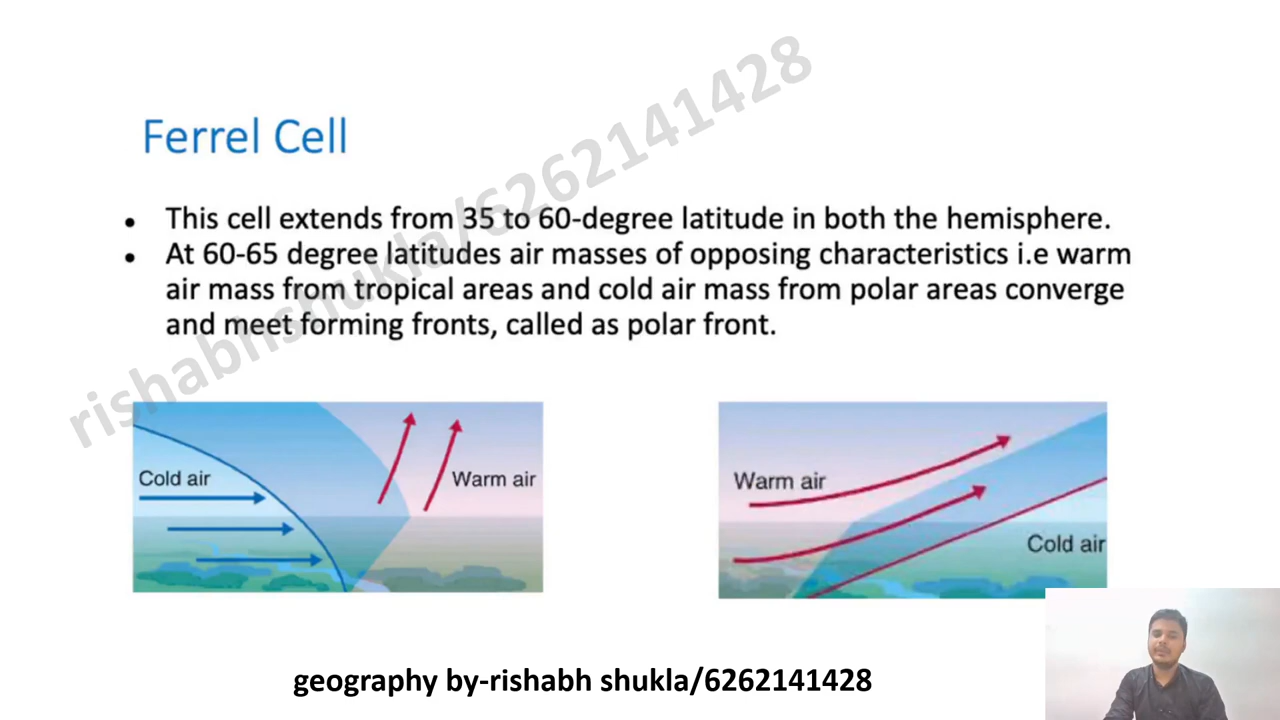 Ferrel Cell
• This cell extends from 35 to 60-degree latitude in both the hemisphere.
• At 60-65 degree latitudes air masses of opposing characteristics i.e warm
air mass from tropical areas and cold air mass from polar areas converge
and meet forming fronts, called as polar front.
rishabhshukla/6262141428
Cold air
Warm air
Warm air
Cold air
geography by-rishabh shukla/6262141428